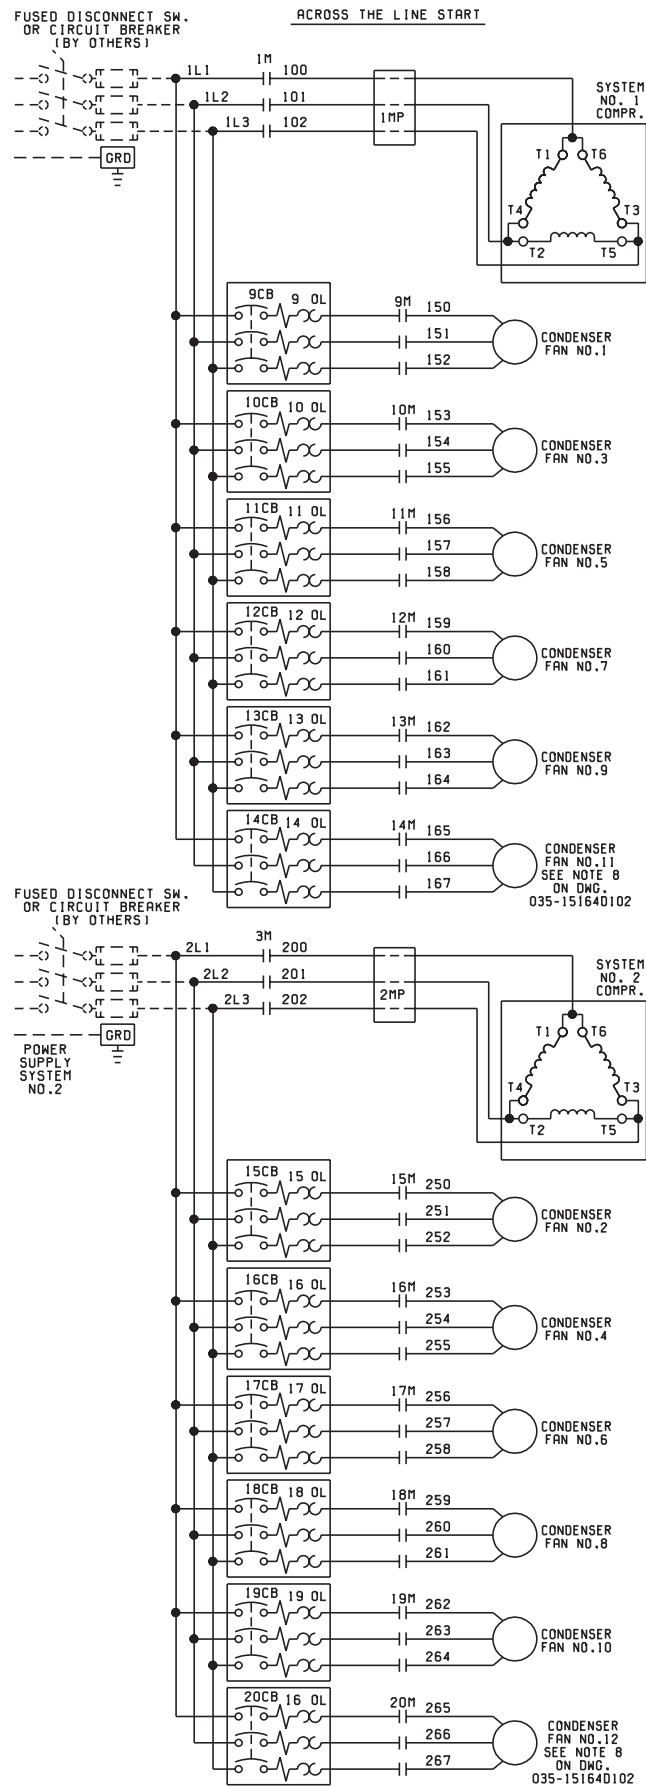 ACROSS THE LINE START
FUSED DISCONNECT SW.
OR CIRCUIT BREAKER
(BY OTHERS)
1L1
1M
100
1L2
101
1L3
102
1MP
GRD
SYSTEM
NO. 1
COMPR.
T1
T6
T4
T3
T2
T5
9CB
9 OL
9M
150
151
152
CONDENSER
FAN NO.1
10CB
10 OL
10M
153
154
155
CONDENSER
FAN NO.3
11CB
11 OL
11M
156
157
158
CONDENSER
FAN NO.5
12CB
12 OL
12M
159
160
161
CONDENSER
FAN NO.7
13CB
13 OL
13M
162
163
164
CONDENSER
FAN NO.9
14CB
14 OL
14M
165
166
167
CONDENSER
FAN NO.11
SEE NOTE 8
ON DWG.
035-15164D102
FUSED DISCONNECT SW.
OR CIRCUIT BREAKER
(BY OTHERS)
2L1
3M
200
2L2
201
2L3
202
2MP
GRD
POWER
SUPPLY
SYSTEM
NO.2
SYSTEM
NO. 2
COMPR.
T1
T6
T4
T3
T2
T5
15CB
15 OL
15M
250
251
252
CONDENSER
FAN NO.2
16CB
16 OL
16M
253
254
255
CONDENSER
FAN NO.4
17CB
17 OL
17M
256
257
258
CONDENSER
FAN NO.6
18CB
18 OL
18M
259
260
261
CONDENSER
FAN NO.8
19CB
19 OL
19M
262
263
264
CONDENSER
FAN NO.10
20CB
16 OL
20M
265
266
267
CONDENSER
FAN NO.12
SEE NOTE 8
ON DWG.
035-15164D102